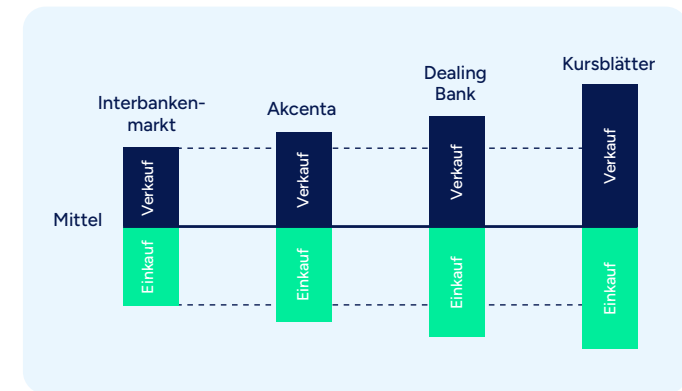 Interbanken-
markt
Akcenta
Dealing
Bank
Kursblätter
Verkauf
Verkauf
Verkauf
Verkauf
Mittel
Einkauf
Einkauf
Einkauf
Einkauf